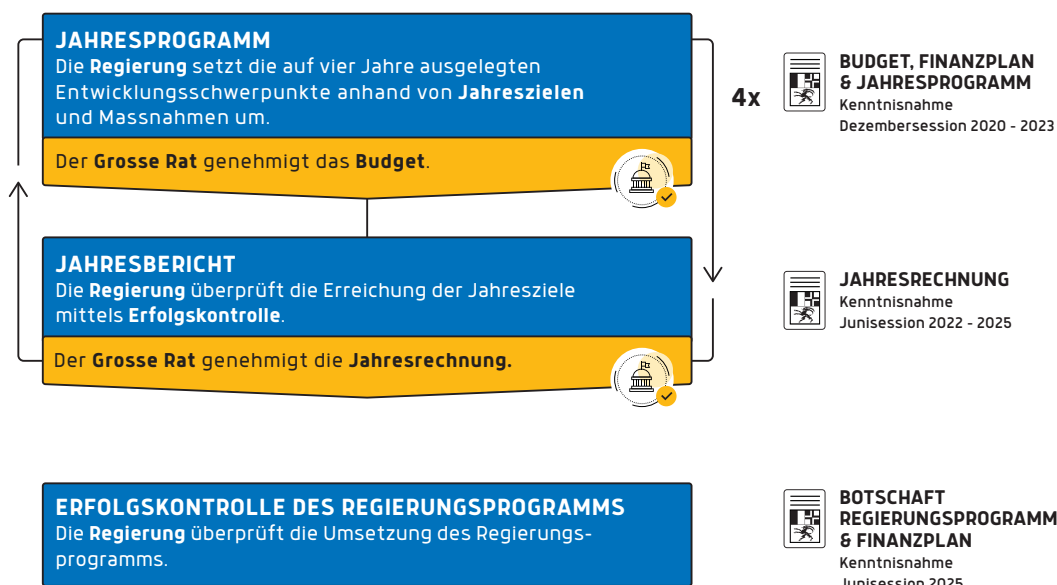 JAHRESPROGRAMM
Die Regierung setzt die auf vier Jahre ausgelegten
Entwicklungsschwerpunkte anhand von Jahreszielen
und Massnahmen um.
Der Grosse Rat genehmigt das Budget.
4x
BUDGET, FINANZPLAN
& JAHRESPROGRAMM
Kenntnisnahme
Dezembersession 2020 - 2023
JAHRESBERICHT
Die Regierung überprüft die Erreichung der Jahresziele
mittels Erfolgskontrolle.
Der Grosse Rat genehmigt die Jahresrechnung.
JAHRESRECHNUNG
Kenntnisnahme
Junisession 2022 - 2025
ERFOLGSKONTROLLE DES REGIERUNGSPROGRAMMS
Die Regierung überprüft die Umsetzung des Regierungs-
programms.
BOTSCHAFT
REGIERUNGSPROGRAMM
& FINANZPLAN
Kenntnisnahme
Junisession 2025